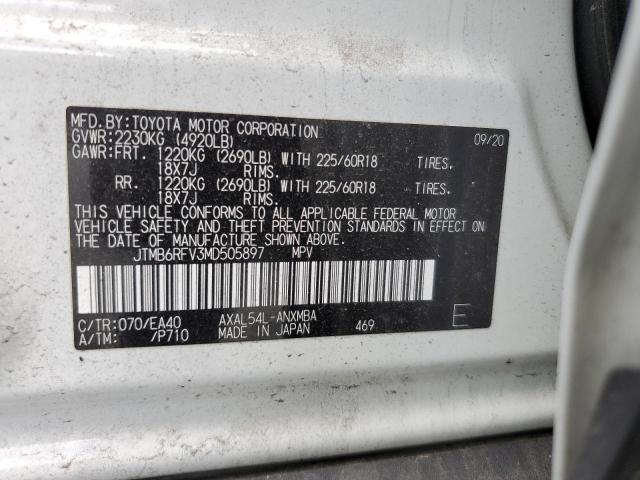 MFD.BY:TOYOTA MOTOR CORPORATION 09/20
GVWR:2230KG (4920LB)
GAWR:FRT. 1220KG (2690LB) WITH 225/60R18 TIRES.
18X7J RIMS.
RR. 1220KG (2690LB) WITH 225/60R18 TIRES.
18X7J RIMS.
THIS VEHICLE CONFORMS TO ALL APPLICABLE FEDERAL MOTOR
VEHICLE SAFETY AND THEFT PREVENTION STANDARDS IN EFFECT ON
THE DATE OF MANUFACTURE SHOWN ABOVE.
JTMB6RFV3MD505897 MPV
C/TR:070/EA40 AXAL54L-ANXMBA
A/TM: /P710 MADE IN JAPAN 469 E